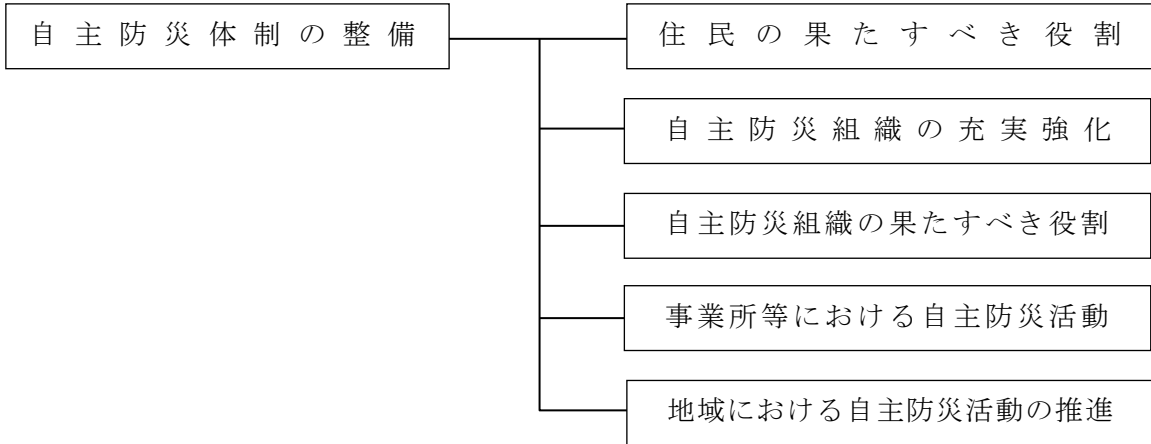 自主防災体制の整備
住民の果たすべき役割
自主防災組織の充実強化
自主防災組織の果たすべき役割
事業所等における自主防災活動
地域における自主防災活動の推進